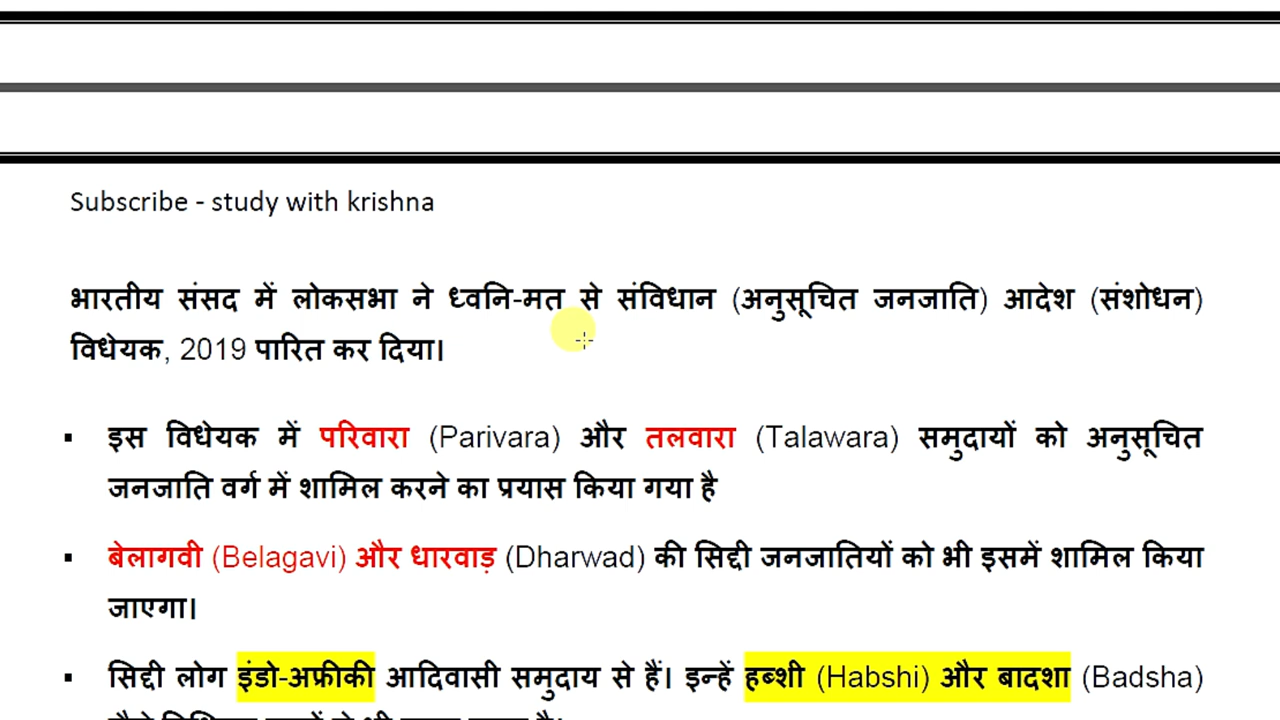 Subscribe - study with krishna
भारतीय संसद में लोकसभा ने ध्वनि-मत से संविधान (अनुसूचित जनजाति) आदेश (संशोधन)
विधेयक, 2019 पारित कर दिया।
▪ इस विधेयक में परिवारा (Parivara) और तलवारा (Talawara) समुदायों को अनुसूचित
जनजाति वर्ग में शामिल करने का प्रयास किया गया है
▪ बेलागवी (Belagavi) और धारवाड़ (Dharwad) की सिद्दी जनजातियों को भी इसमें शामिल किया
जाएगा।
▪ सिद्दी लोग इंडो-अफ्रीकी आदिवासी समुदाय से हैं। इन्हें हब्शी (Habshi) और बादशा (Badsha)